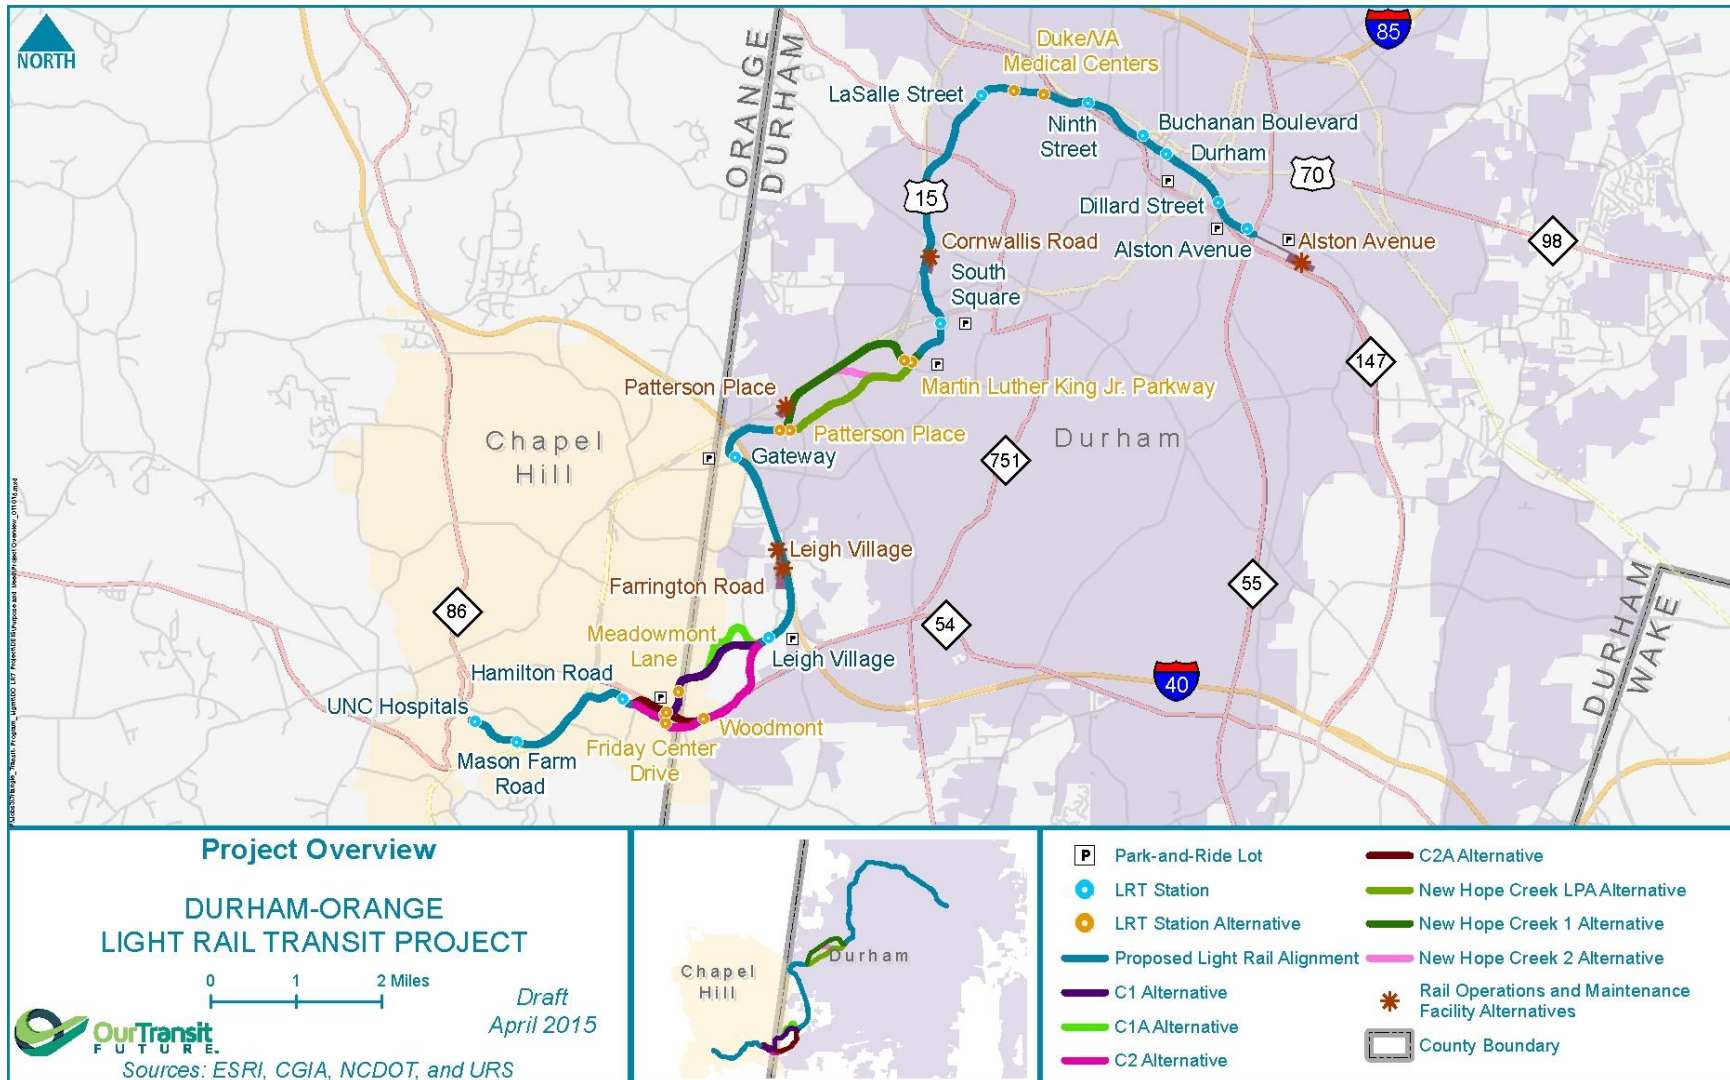 NORTH
ORANGE
DURHAM
85
Duke/VA
Medical Centers
LaSalle Street
Ninth
Street
Buchanan Boulevard
Durham
70
15
Dillard Street
Alston Avenue
Alston Avenue
98
Cornwallis Road
South
Square
147
Patterson Place
Martin Luther King Jr. Parkway
Chapel
Hill
Patterson Place
Durham
Gateway
751
Leigh Village
Farrington Road
55
DURHAM
WAKE
86
54
Meadowmont
Lane
Leigh Village
Hamilton Road
40
UNC Hospitals
Woodmont
Friday Center
Drive
Mason Farm
Road
P
P
P
P
P
P
P
P
Project Overview
DURHAM-ORANGE
LIGHT RAIL TRANSIT PROJECT
0 1 2 Miles
Draft
April 2015
OurTransit
FUTURE.
Sources: ESRI, CGIA, NCDOT, and URS
Chapel
Hill
Durham
P Park-and-Ride Lot
LRT Station
LRT Station Alternative
Proposed Light Rail Alignment
C1 Alternative
C1A Alternative
C2 Alternative
C2A Alternative
New Hope Creek LPA Alternative
New Hope Creek 1 Alternative
New Hope Creek 2 Alternative
Rail Operations and Maintenance
Facility Alternatives
County Boundary